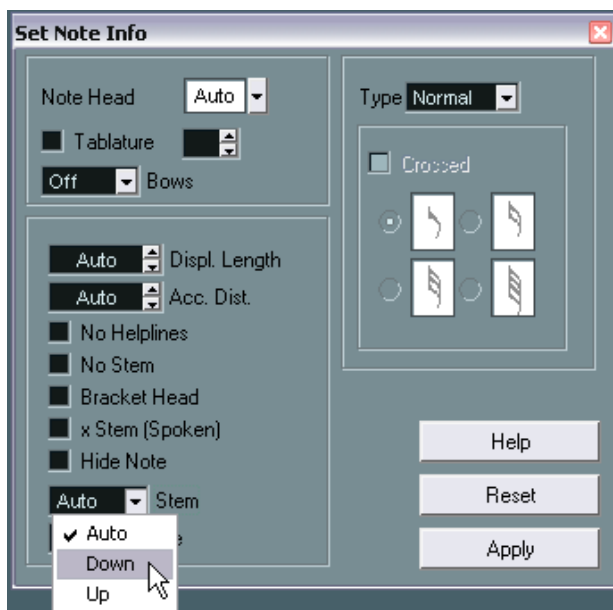 Set Note Info
Note Head Auto
Tablature
Off Bows
Auto Displ. Length
Auto Acc. Dist.
No Helplines
No Stem
Bracket Head
x Stem (Spoken)
Hide Note
Auto Stem
Auto
Down
Up
Type Normal
Crossed
Help
Reset
Apply